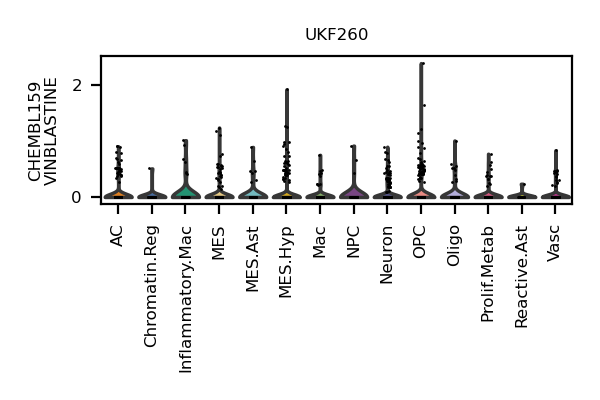 UKF260
CHEMBL159
VINBLASTINE
2
0
AC
Chromatin.Reg
Inflammatory.Mac
MES
MES.Ast
MES.Hyp
Mac
NPC
Neuron
OPC
Oligo
Prolif.Metab
Reactive.Ast
Vasc